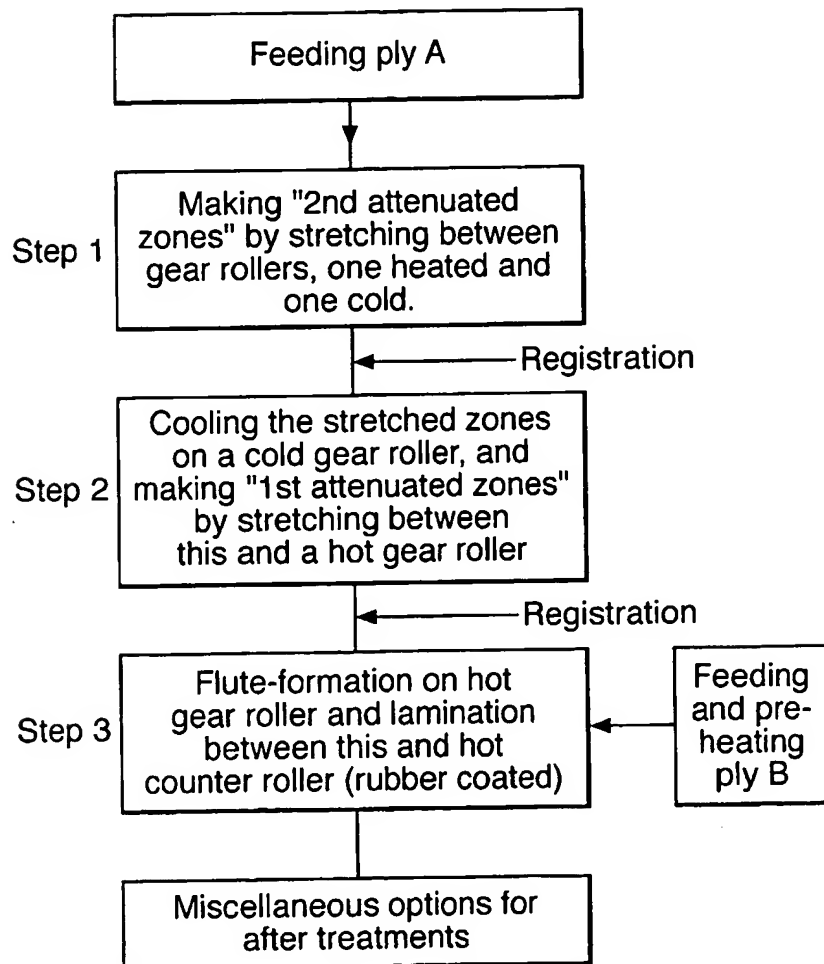 Feeding ply A
Step 1
Making "2nd attenuated
zones" by stretching between
gear rollers, one heated and
one cold.
Registration
Step 2
Cooling the stretched zones
on a cold gear roller, and
making "1st attenuated zones"
by stretching between
this and a hot gear roller
Registration
Step 3
Flute-formation on hot
gear roller and lamination
between this and hot
counter roller (rubber coated)
Feeding
and pre-
heating
ply B
Miscellaneous options for
after treatments